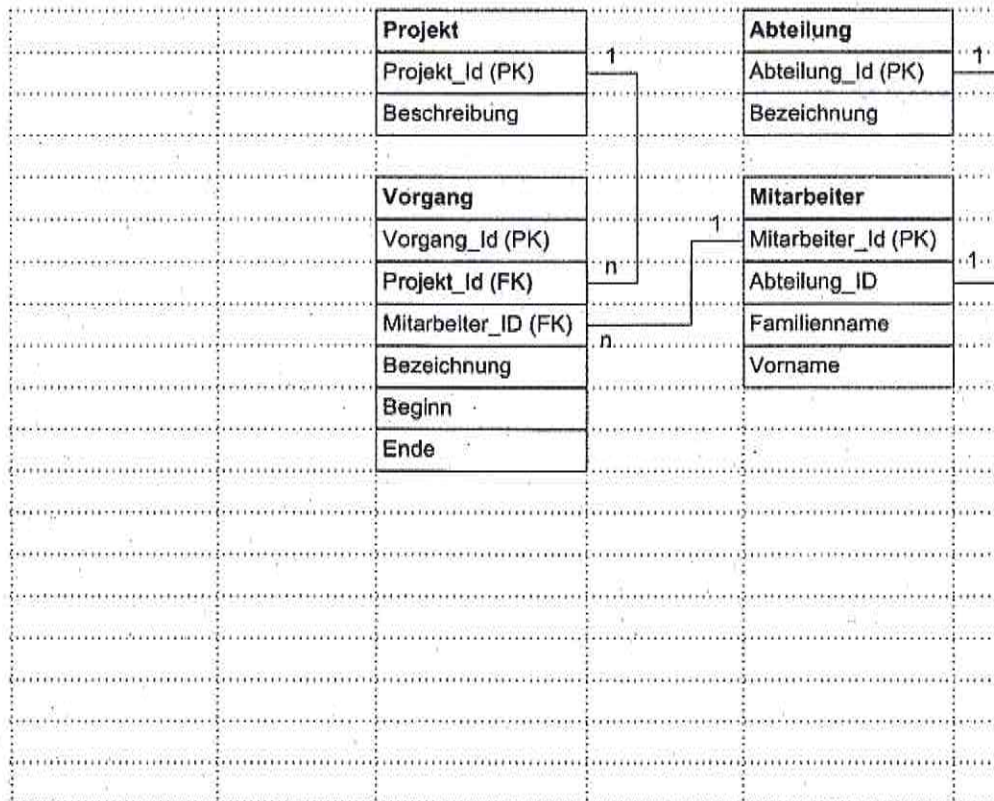 Projekt
Projekt_Id (PK)
Beschreibung
1
Abteilung
Abteilung_Id (PK)
Bezeichnung
1
Vorgang
Vorgang_Id (PK)
Projekt_Id (FK)
Mitarbeiter_ID (FK)
Bezeichnung
Beginn
Ende
n
n
1
Mitarbeiter
Mitarbeiter_Id (PK)
Abteilung_ID
Familienname
Vorname
1